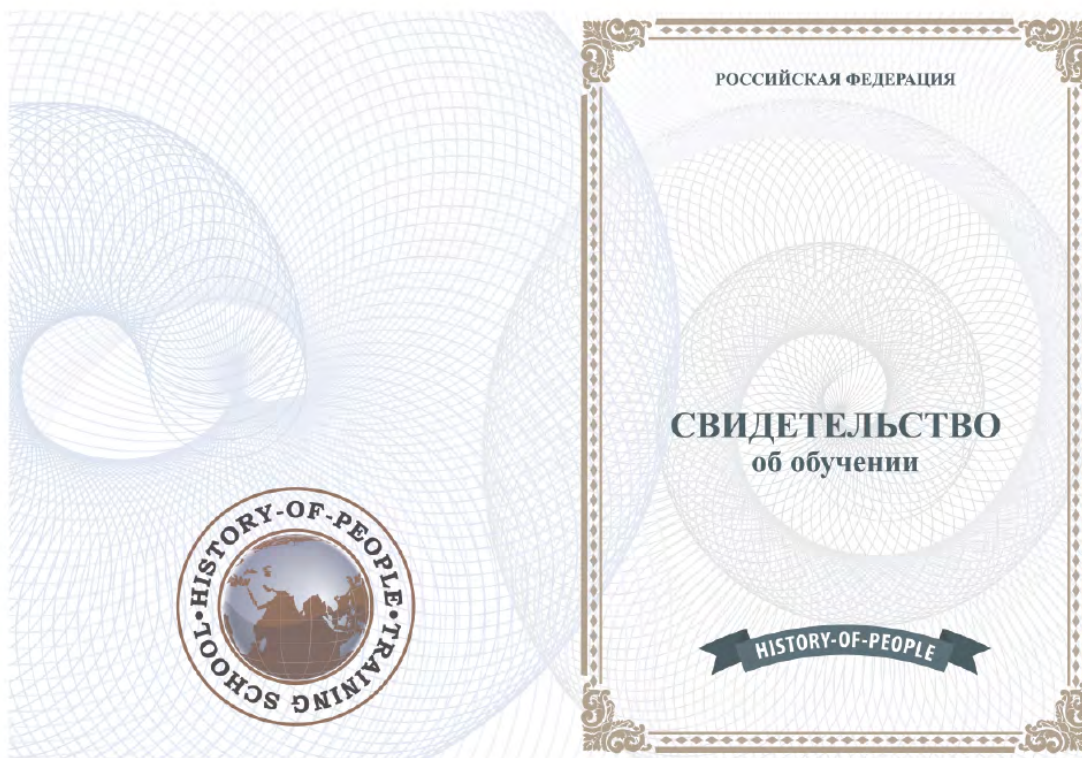 HISTORY-OF-PEOPLE•TRAINING SCHOOL•
РОССИЙСКАЯ ФЕДЕРАЦИЯ
СВИДЕТЕЛЬСТВО
об обучении
HISTORY-OF-PEOPLE